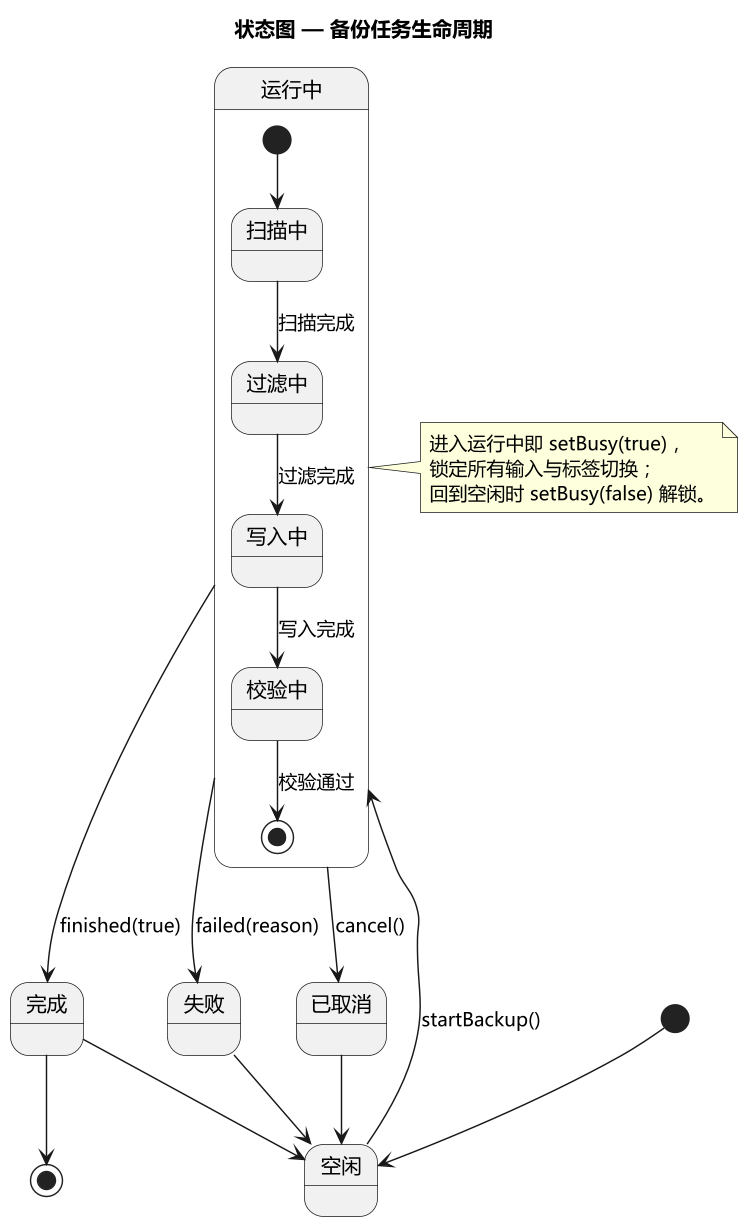 状态图 — 备份任务生命周期
运行中
扫描中
扫描完成
过滤中
过滤完成
写入中
写入完成
校验中
校验通过
进入运行中即 setBusy(true)，
锁定所有输入与标签切换；
回到空闲时 setBusy(false) 解锁。
finished(true)
failed(reason)
cancel()
完成
失败
已取消
startBackup()
空闲